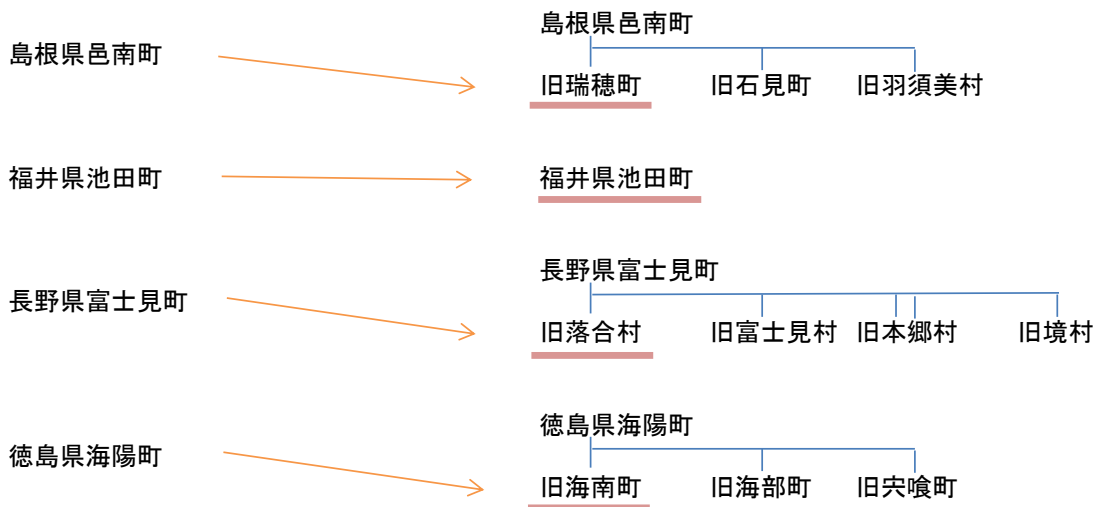 島根県邑南町
島根県邑南町
旧瑞穂町 旧石見町 旧羽須美村
福井県池田町 福井県池田町
長野県富士見町
長野県富士見町
旧落合村 旧富士見村 旧本郷村 旧境村
徳島県海陽町
徳島県海陽町
旧海南町 旧海部町 旧宍喰町